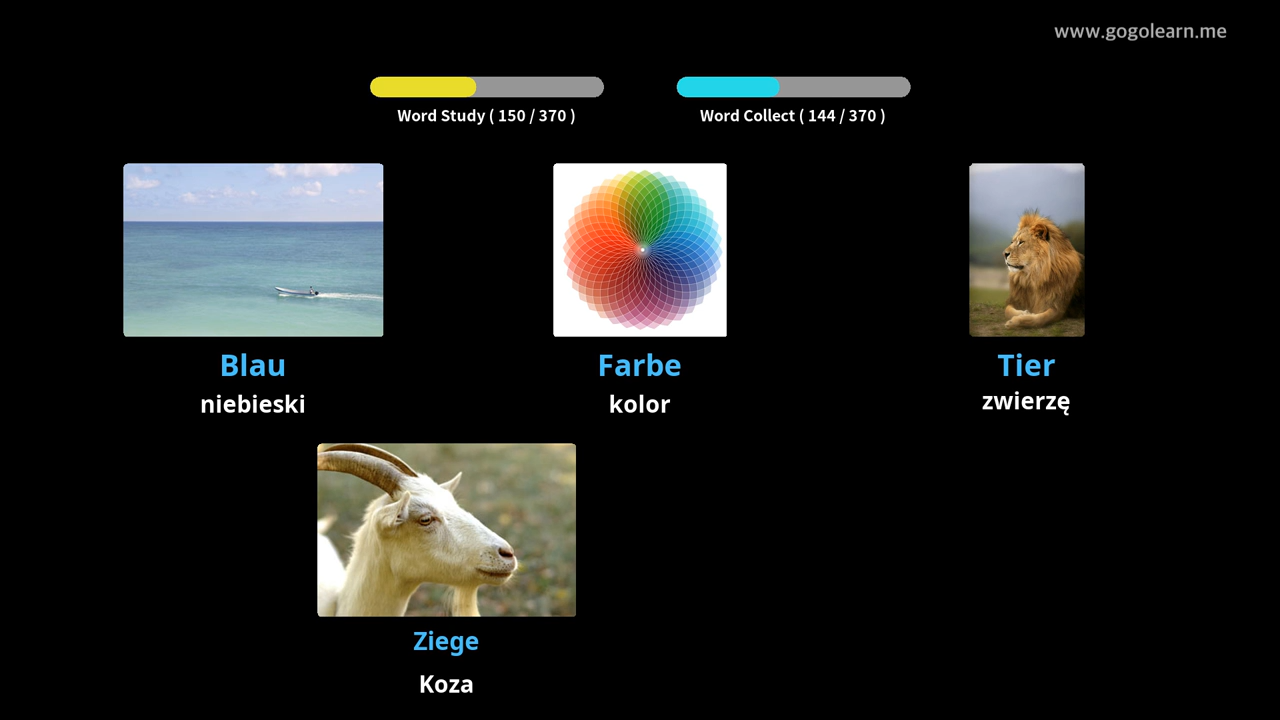 www.gogolearn.me
Word Study ( 150 / 370 )
Word Collect ( 144 / 370 )
Blau
niebieski
Farbe
kolor
Tier
zwierzę
Ziege
Koza